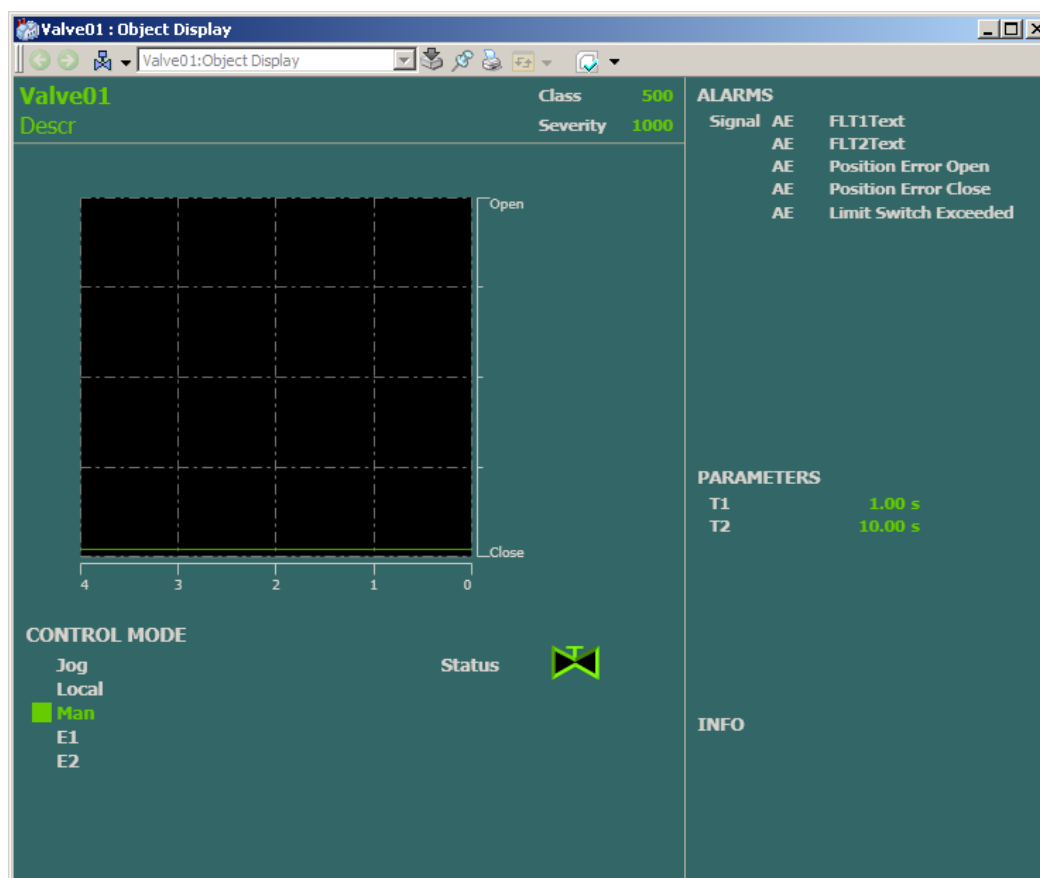 Valve01 : Object Display
Valve01:Object Display
Valve01
Class 500
Descr
Severity 1000
Open
Close
4 3 2 1 0
CONTROL MODE
Jog
Status
Local
Man
E1
E2
ALARMS
Signal AE FLT1Text
AE FLT2Text
AE Position Error Open
AE Position Error Close
AE Limit Switch Exceeded
PARAMETERS
T1 1.00 s
T2 10.00 s
INFO